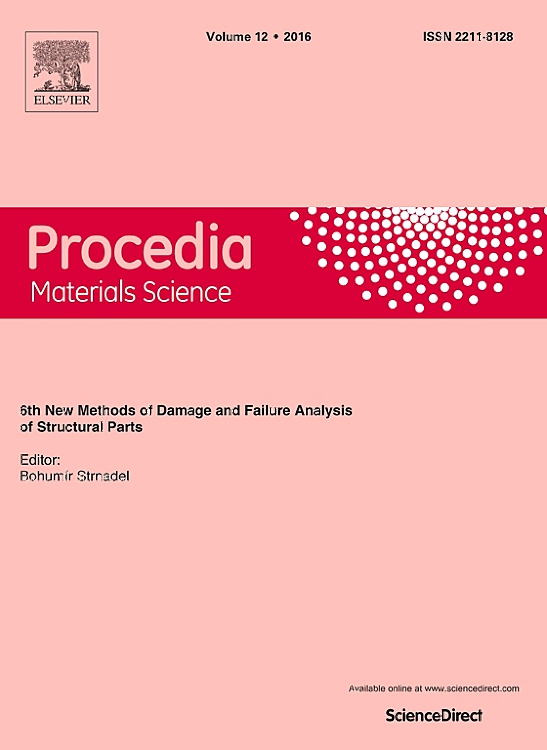 Volume 12 • 2016
ISSN 2211-8128
ELSEVIER
Procedia
Materials Science
6th New Methods of Damage and Failure Analysis
of Structural Parts
Editor:
Bohumír Strnadel
Available online at www.sciencedirect.com
ScienceDirect